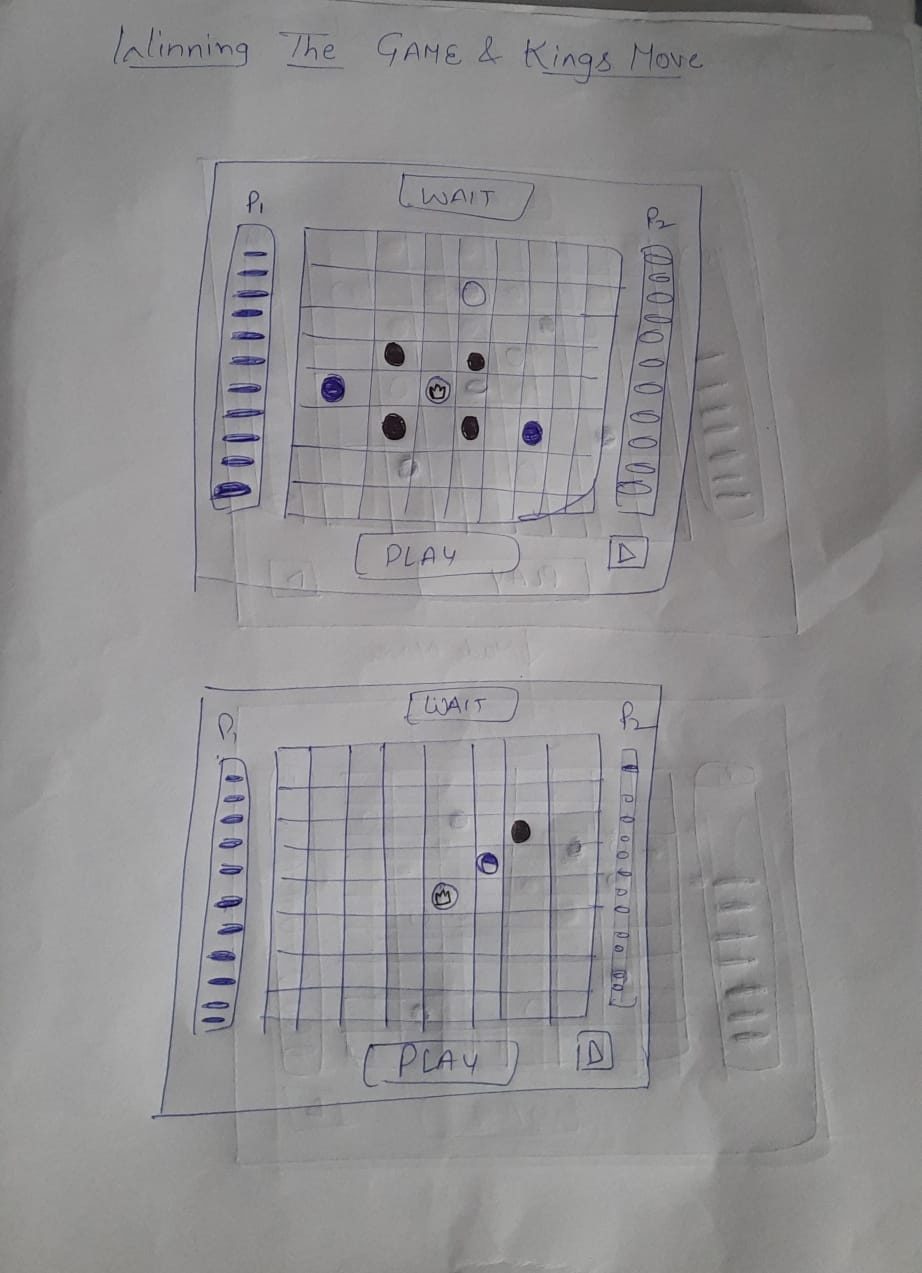 Winning The GAME & Kings Move
WAIT
P1
P2
PLAY
WAIT
P1
P2
PLAY